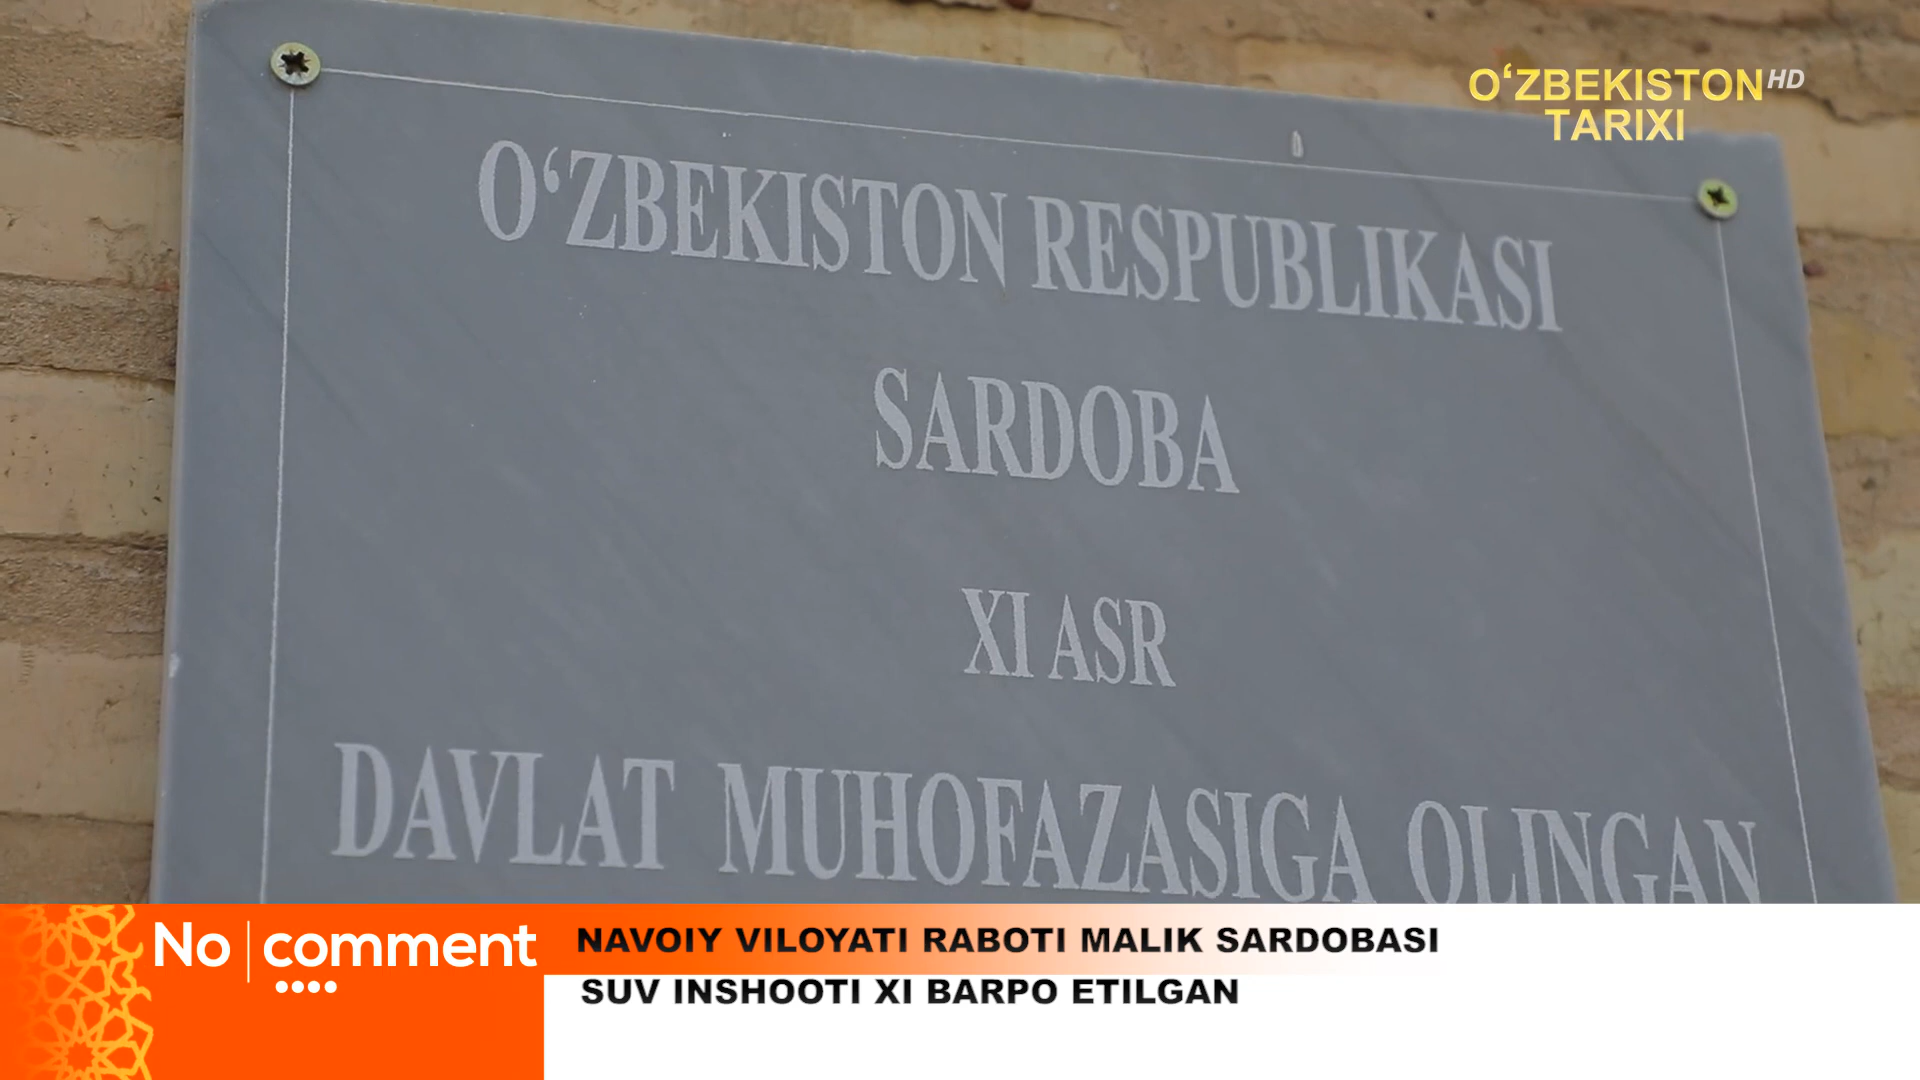 O‘ZBEKISTON HD
TARIXI
O‘ZBEKISTON RESPUBLIKASI
SARDOBA
XI ASR
DAVLAT MUHOFAZASIGA OLINGAN
No comment
NAVOIY VILOYATI RABOTI MALIK SARDOBASI
SUV INSHOOTI XI BARPO ETILGAN